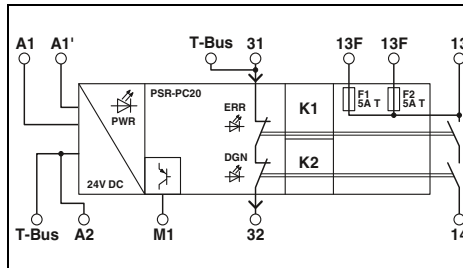 A1 A1' T-Bus 31 13F 13F 13
PSR-PC20
F1
5A T
F2
5A T
ERR
K1
PWR
DGN
K2
24V DC
T-Bus A2 M1 32 14